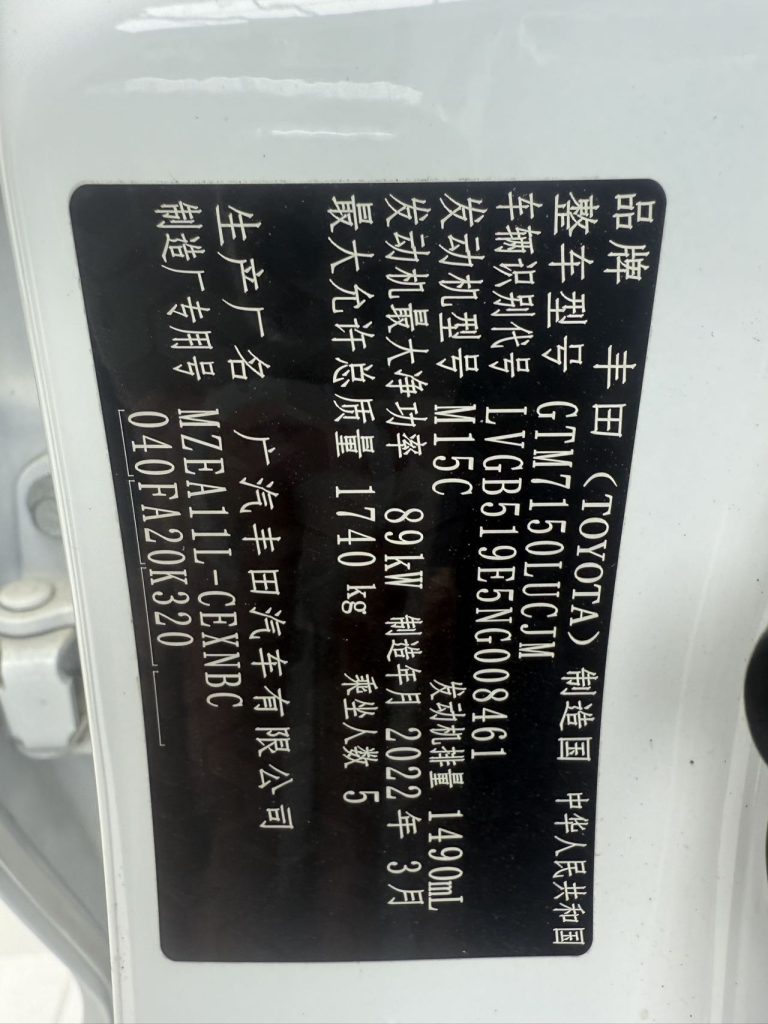 品牌 丰田（TOYOTA） 制造国 中华人民共和国
整车型号 GTM7150LUCJM
车辆识别代号 LVGB519E5NG008461
发动机型号 M15C 发动机排量 1490mL
发动机最大净功率 89kW 制造年月 2022年 3月
最大允许总质量 1740 kg 乘坐人数 5
生产厂名 广汽丰田汽车有限公司
制造厂专用号 MZEA11L-CEXNBC
040FA20K320